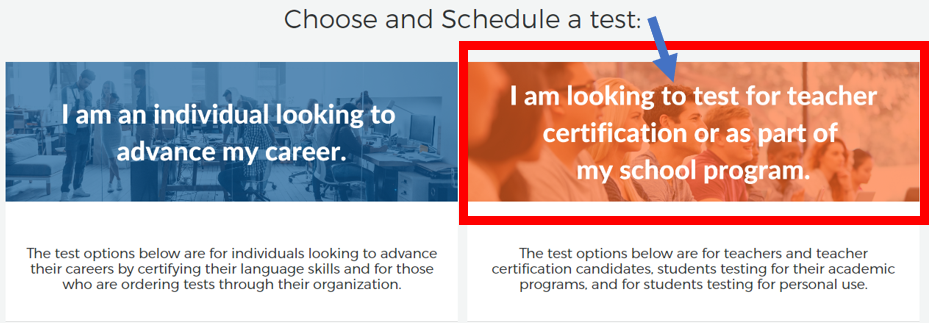 Choose and Schedule a test:
I am an individual looking to
advance my career.
I am looking to test for teacher
certification or as part of
my school program.
The test options below are for individuals looking to advance
their careers by certifying their language skills and for those
who are ordering tests through their organization.
The test options below are for teachers and teacher
certification candidates, students testing for their academic
programs, and for students testing for personal use.